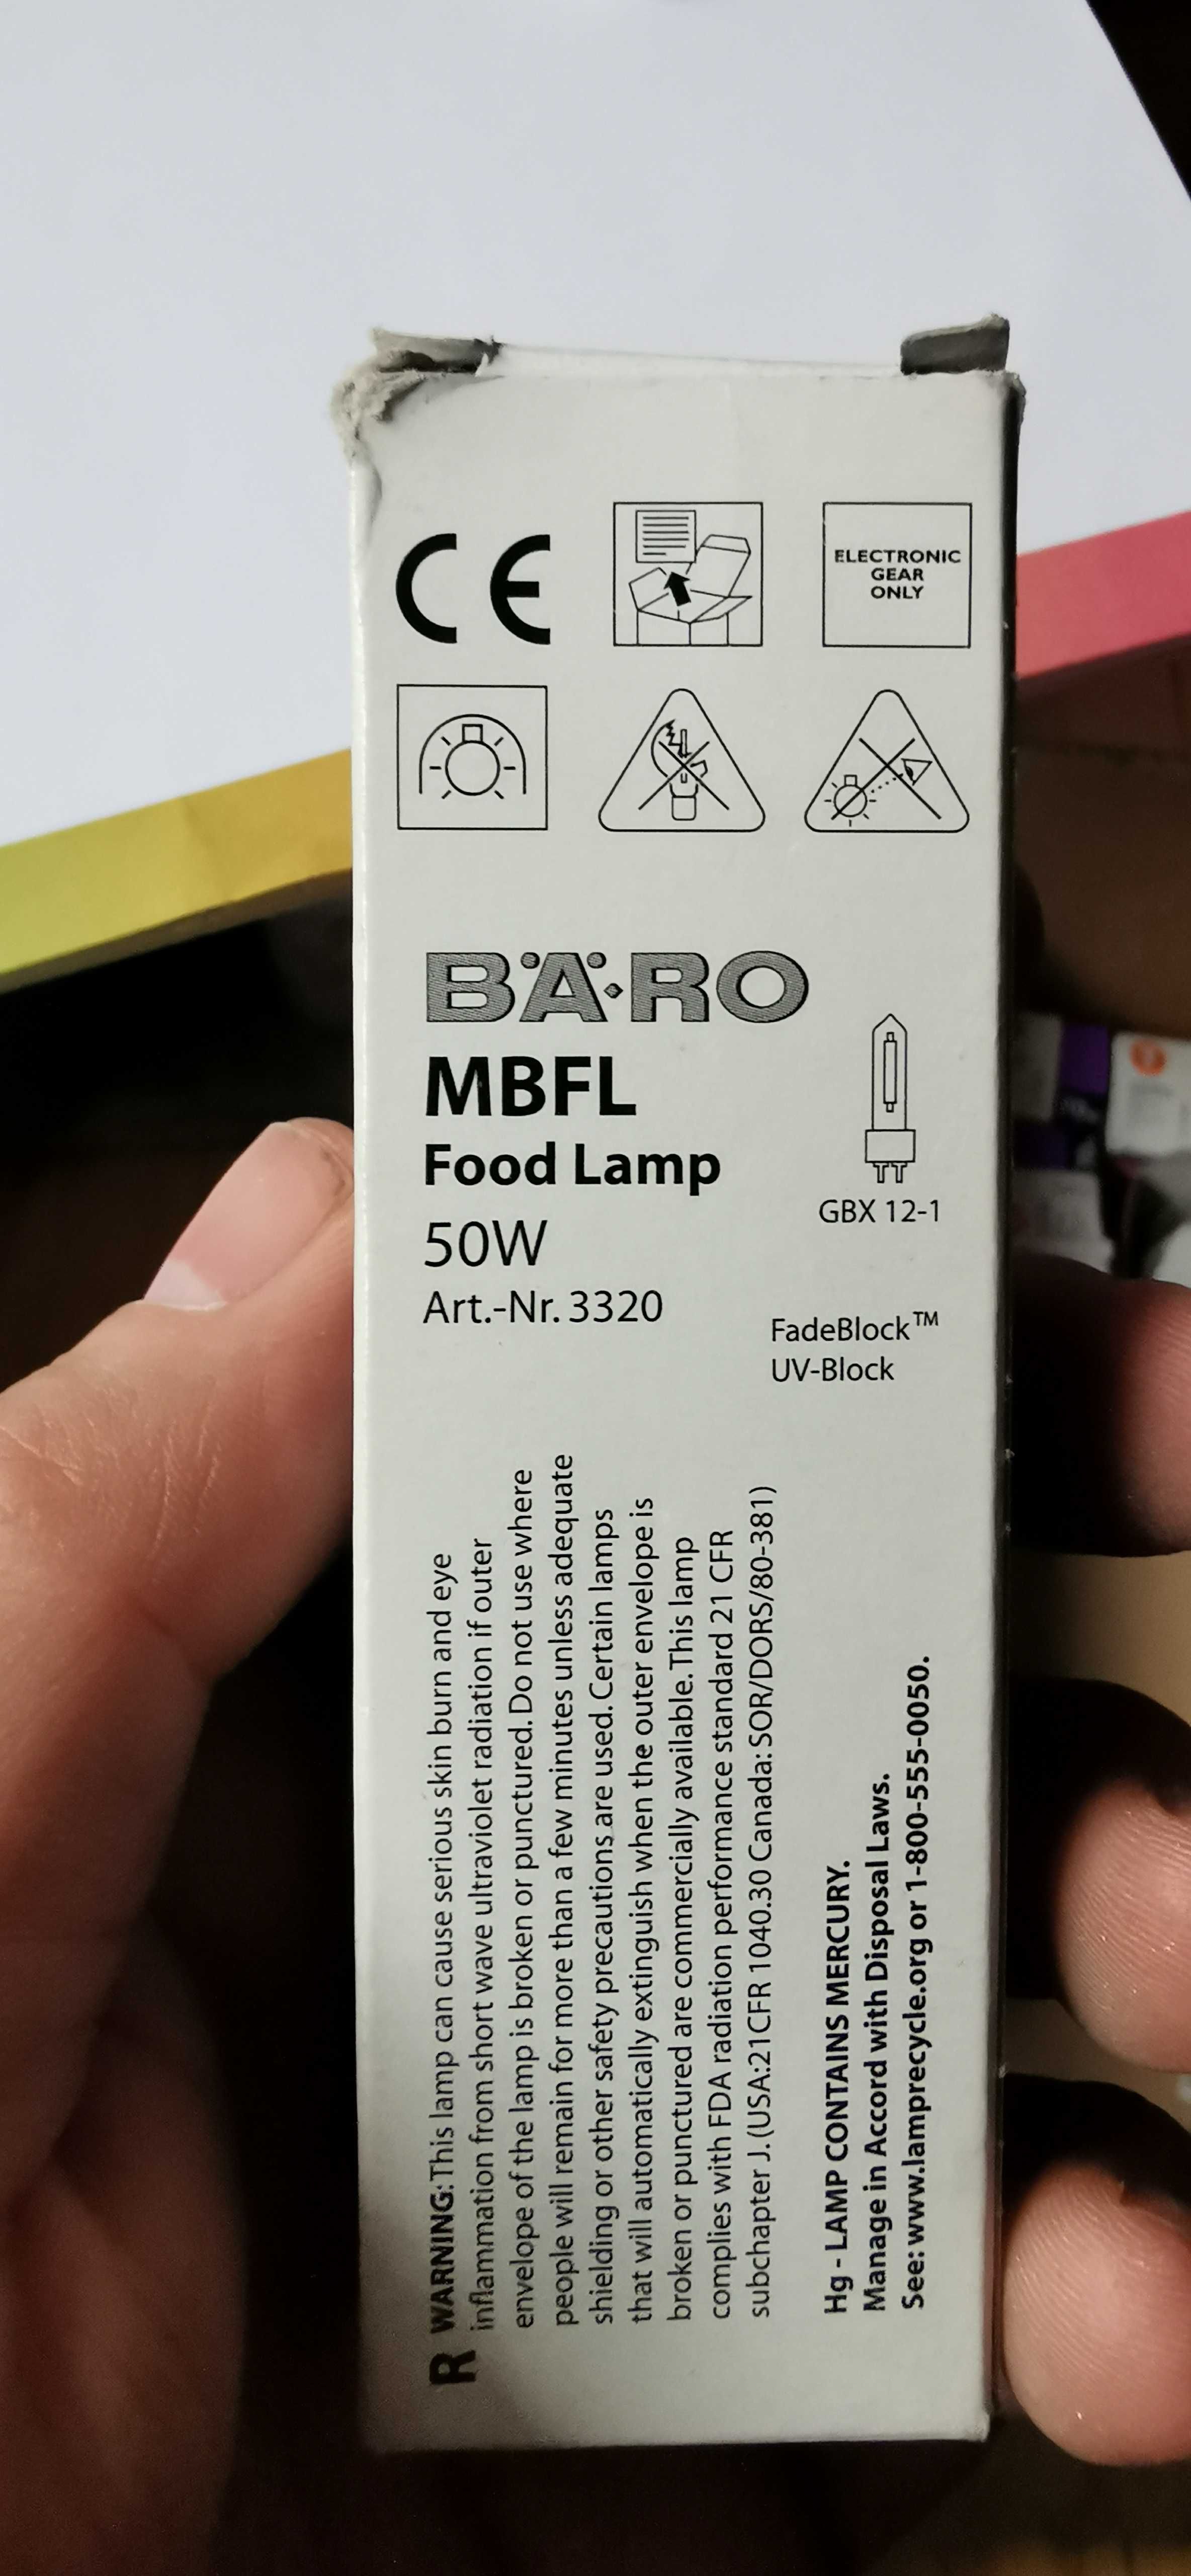 CE
ELECTRONIC
GEAR
ONLY
BÄ·RO
MBFL
Food Lamp
50W
Art.-Nr. 3320
GBX 12-1
FadeBlock™
UV-Block
R WARNING: This lamp can cause serious skin burn and eye
inflammation from short wave ultraviolet radiation if outer
envelope of the lamp is broken or punctured. Do not use where
people will remain for more than a few minutes unless adequate
shielding or other safety precautions are used. Certain lamps
that will automatically extinguish when the outer envelope is
broken or punctured are commercially available. This lamp
complies with FDA radiation performance standard 21 CFR
subchapter J. (USA:21CFR 1040.30 Canada: SOR/DORS/80-381)
Hg - LAMP CONTAINS MERCURY.
Manage in Accord with Disposal Laws.
See: www.lamprecycle.org or 1-800-555-0050.